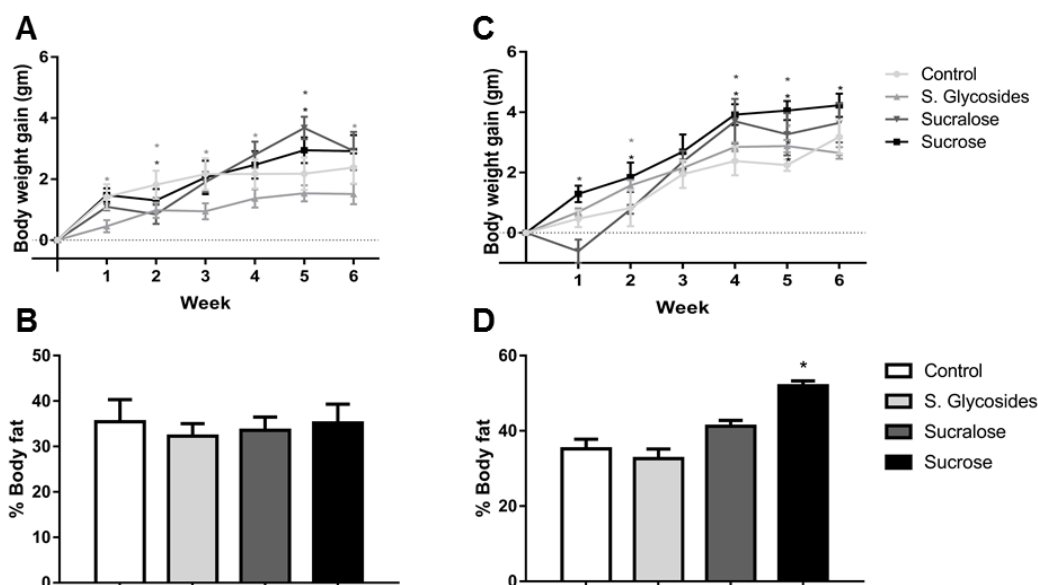 A
Body weight gain (gm)
6
4
2
0
1 2 3 4 5 6
Week
C
Body weight gain (gm)
6
4
2
0
1 2 3 4 5 6
Week
Control
S. Glycosides
Sucralose
Sucrose
B
% Body fat
50
40
30
20
10
0
D
% Body fat
60
40
20
0
*
Control
S. Glycosides
Sucralose
Sucrose